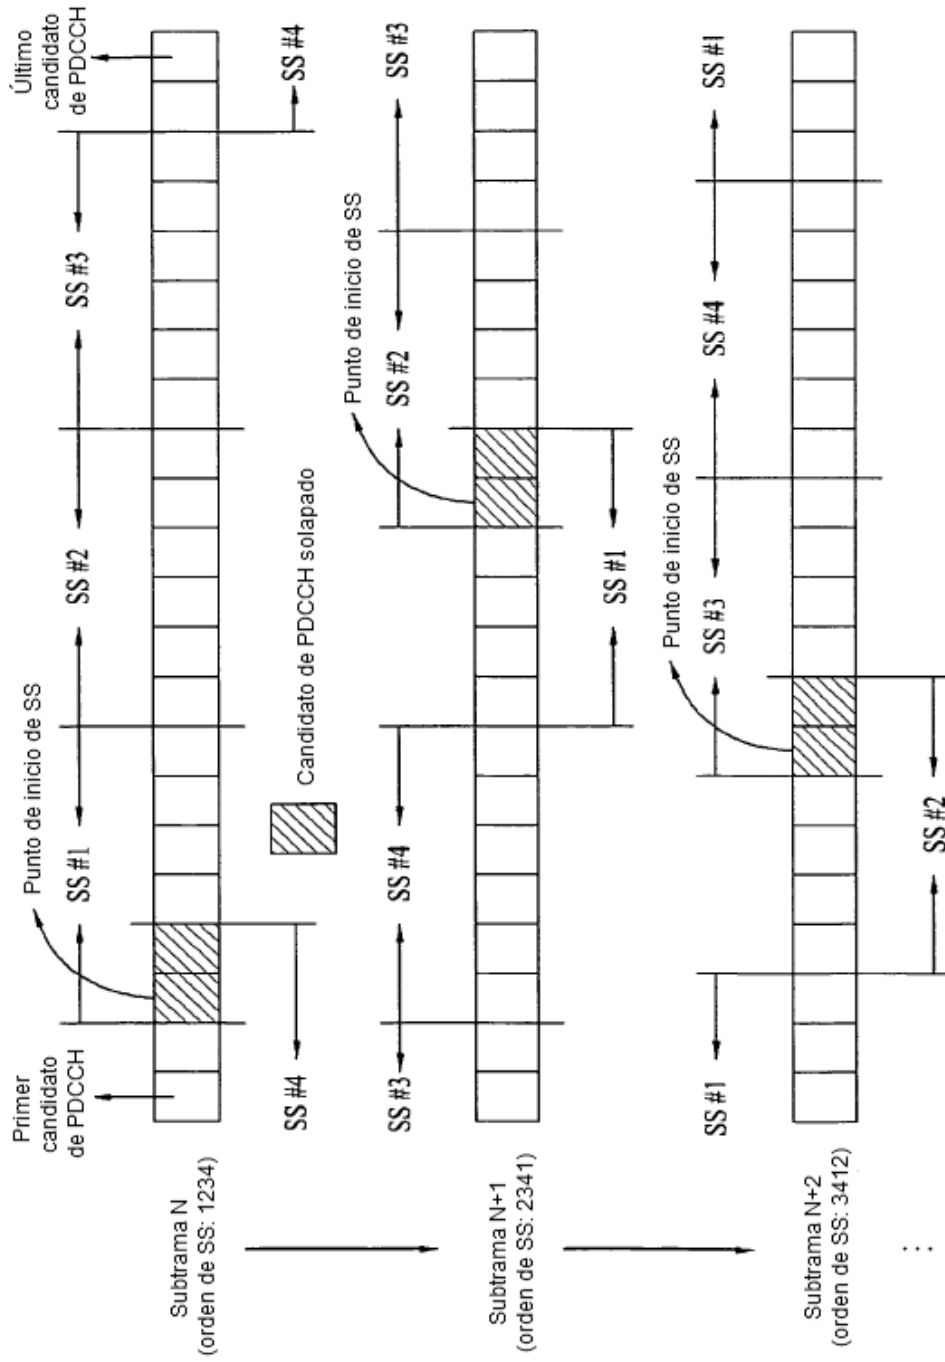 Primer
candidato
de PDCCH
Punto de inicio de SS
Último
candidato
de PDCCH
SS #1
SS #2
SS #3
Subtrama N
(orden de SS: 1234)
SS #4
SS #4
Candidato de PDCCH solapado
Punto de inicio de SS
SS #3
SS #4
SS #2
SS #3
Subtrama N+1
(orden de SS: 2341)
SS #1
Punto de inicio de SS
SS #1
SS #3
SS #4
SS #1
Subtrama N+2
(orden de SS: 3412)
SS #2
...